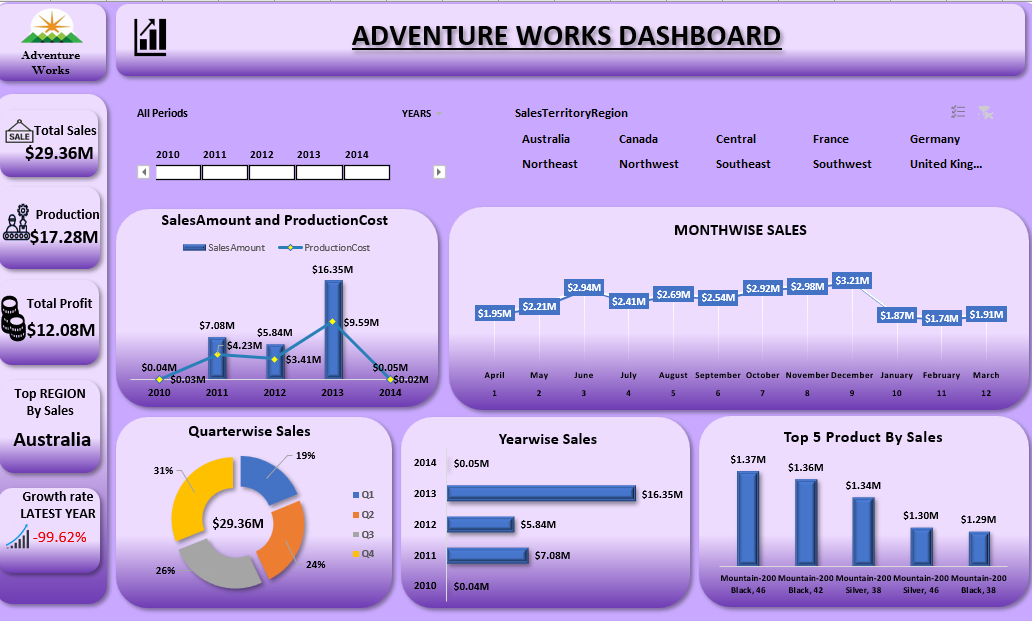 Adventure
Works
ADVENTURE WORKS DASHBOARD
SALE
Total Sales
$29.36M
Production
$17.28M
Total Profit
$12.08M
Top REGION
By Sales
Australia
Growth rate
LATEST YEAR
-99.62%
All Periods
YEARS
2010 2011 2012 2013 2014
SalesTerritoryRegion
Australia Canada Central France Germany
Northeast Northwest Southeast Southwest United King...
SalesAmount and ProductionCost
SalesAmount ProductionCost
$16.35M
$9.59M
$7.08M
$5.84M
$4.23M
$3.41M
$0.04M $0.05M
$0.03M $0.02M
2010 2011 2012 2013 2014
MONTHWISE SALES
$1.95M $2.21M $2.94M $2.41M $2.69M $2.54M $2.92M $2.98M $3.21M $1.87M $1.74M $1.91M
April May June July August September October November December January February March
1 2 3 4 5 6 7 8 9 10 11 12
Quarterwise Sales
19%
31%
$29.36M
24%
26%
Q1
Q2
Q3
Q4
Yearwise Sales
2014 $0.05M
2013 $16.35M
2012 $5.84M
2011 $7.08M
2010 $0.04M
Top 5 Product By Sales
$1.37M $1.36M $1.34M $1.30M $1.29M
Mountain-200 Mountain-200 Mountain-200 Mountain-200 Mountain-200
Black, 46 Black, 42 Silver, 38 Silver, 46 Black, 38